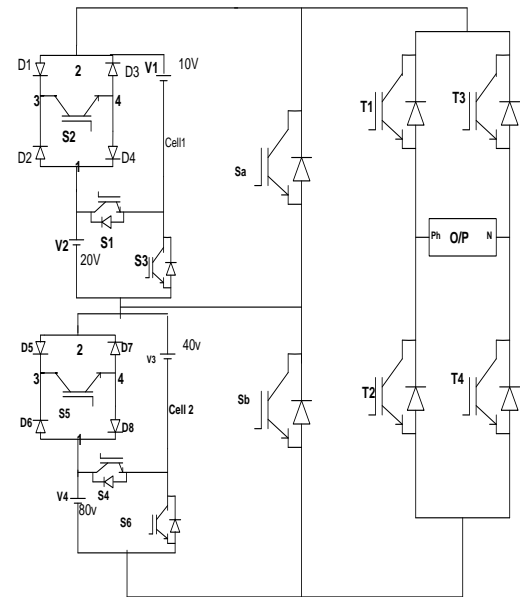 D1
2
D3
V1
10V
3
4
S2
D2
D4
1
Cell1
S1
V2
20V
S3
Sa
T1
T3
Ph
O/P
N
D5
2
D7
V3
40v
3
4
S5
D6
D8
1
Cell 2
S4
V4
80v
S6
Sb
T2
T4